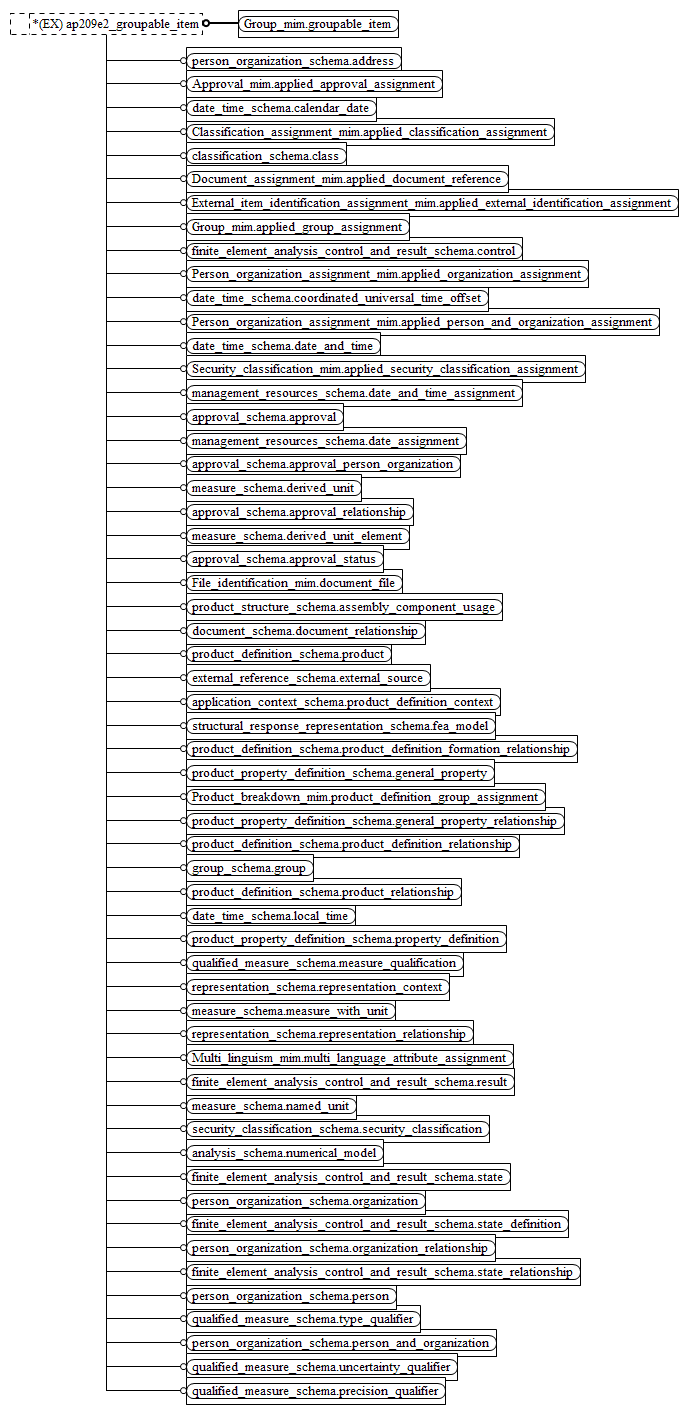 *(EX) ap209e2_groupable_item
Group_mim.groupable_item
person_organization_schema.address
Approval_mim.applied_approval_assignment
date_time_schema.calendar_date
Classification_assignment_mim.applied_classification_assignment
classification_schema.class
Document_assignment_mim.applied_document_reference
External_item_identification_assignment_mim.applied_external_identification_assignment
Group_mim.applied_group_assignment
finite_element_analysis_control_and_result_schema.control
Person_organization_assignment_mim.applied_organization_assignment
date_time_schema.coordinated_universal_time_offset
Person_organization_assignment_mim.applied_person_and_organization_assignment
date_time_schema.date_and_time
Security_classification_mim.applied_security_classification_assignment
management_resources_schema.date_and_time_assignment
approval_schema.approval
management_resources_schema.date_assignment
approval_schema.approval_person_organization
measure_schema.derived_unit
approval_schema.approval_relationship
measure_schema.derived_unit_element
approval_schema.approval_status
File_identification_mim.document_file
product_structure_schema.assembly_component_usage
document_schema.document_relationship
product_definition_schema.product
external_reference_schema.external_source
application_context_schema.product_definition_context
structural_response_representation_schema.fea_model
product_definition_schema.product_definition_formation_relationship
product_property_definition_schema.general_property
Product_breakdown_mim.product_definition_group_assignment
product_property_definition_schema.general_property_relationship
product_definition_schema.product_definition_relationship
group_schema.group
product_definition_schema.product_relationship
date_time_schema.local_time
product_property_definition_schema.property_definition
qualified_measure_schema.measure_qualification
representation_schema.representation_context
measure_schema.measure_with_unit
representation_schema.representation_relationship
Multi_linguism_mim.multi_language_attribute_assignment
finite_element_analysis_control_and_result_schema.result
measure_schema.named_unit
security_classification_schema.security_classification
analysis_schema.numerical_model
finite_element_analysis_control_and_result_schema.state
person_organization_schema.organization
finite_element_analysis_control_and_result_schema.state_definition
person_organization_schema.organization_relationship
finite_element_analysis_control_and_result_schema.state_relationship
person_organization_schema.person
qualified_measure_schema.type_qualifier
person_organization_schema.person_and_organization
qualified_measure_schema.uncertainty_qualifier
qualified_measure_schema.precision_qualifier